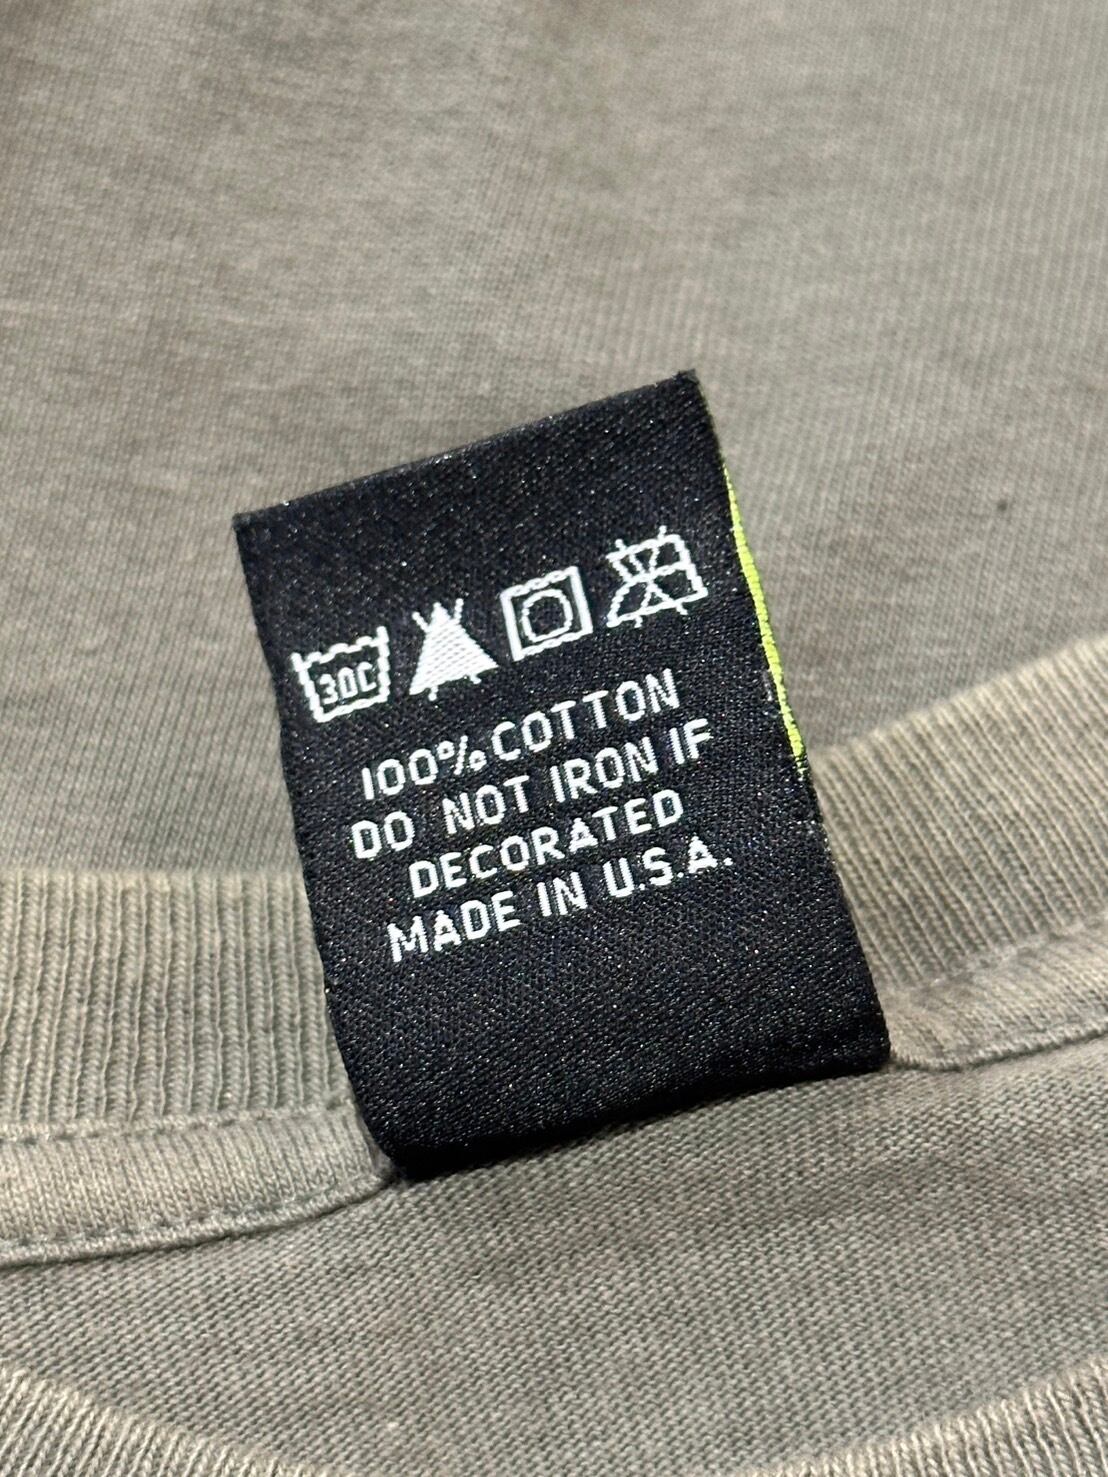 30C
100% COTTON
DO NOT IRON IF
DECORATED
MADE IN U.S.A.